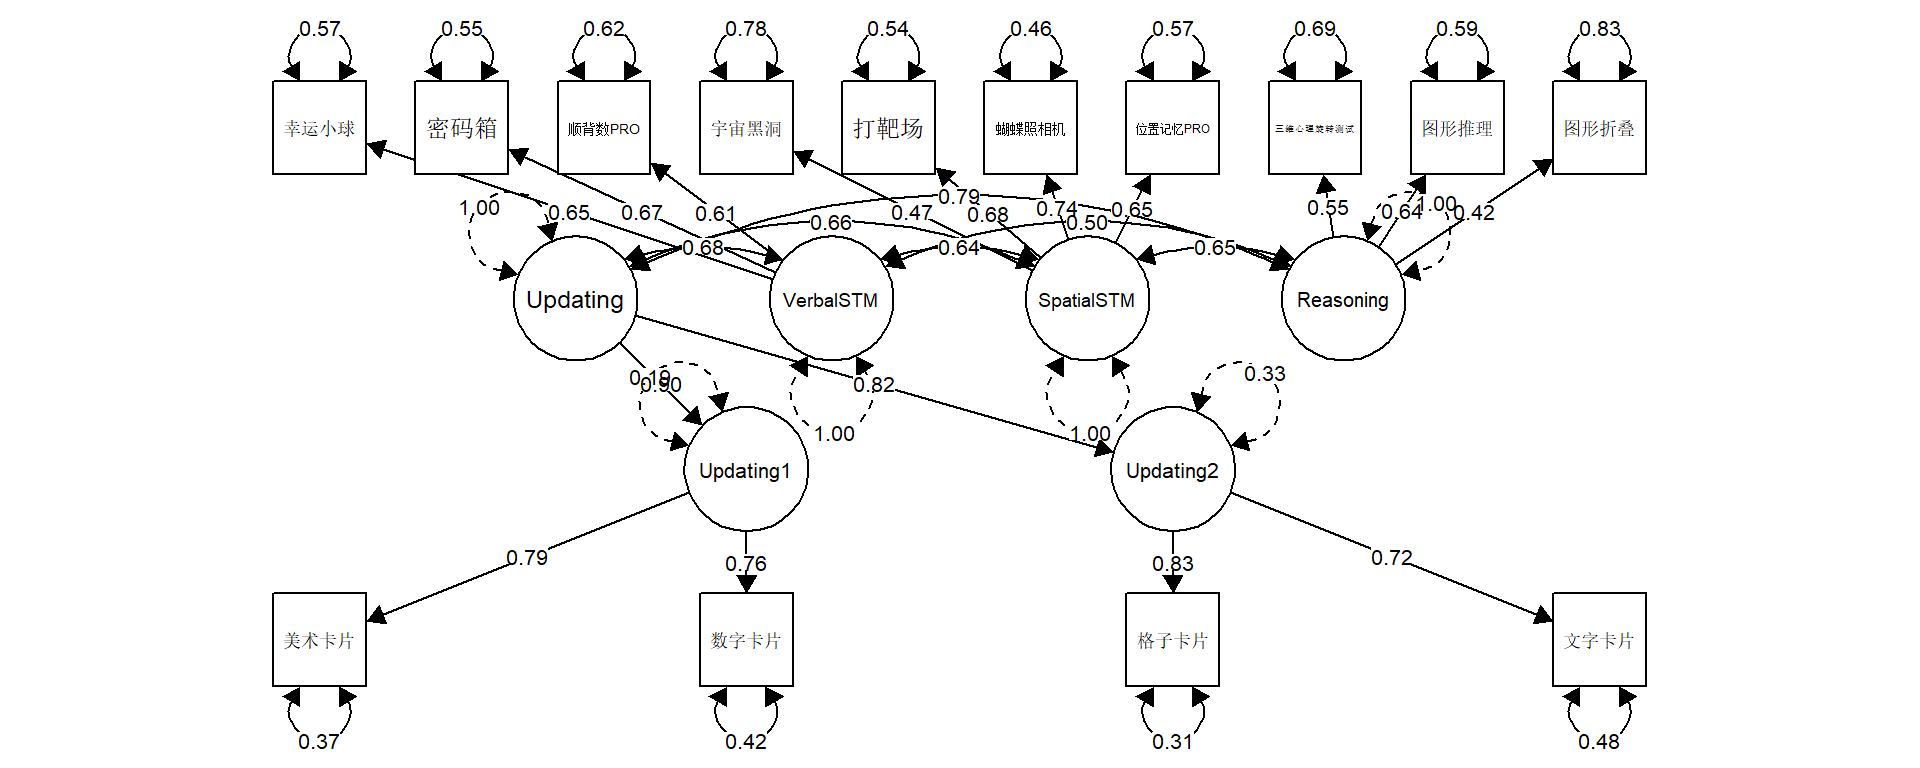 0.57 0.55 0.62 0.78 0.54 0.46 0.57 0.69 0.59 0.83
幸运小球 密码箱 顺背数PRO 宇宙黑洞 打靶场 蝴蝶照相机 位置记忆PRO 三维心理旋转测试 图形推理 图形折叠
0.79
1.00 0.65 0.67 0.61 0.47 0.68 0.74 0.65 0.55 0.64 1.00 0.42
0.66 0.50
0.68 0.64 0.65
Updating VerbalSTM SpatialSTM Reasoning
0.19 0.90 0.82 0.33
1.00 1.00
Updating1 Updating2
0.79 0.76 0.83 0.72
美术卡片 数字卡片 格子卡片 文字卡片
0.37 0.42 0.31 0.48